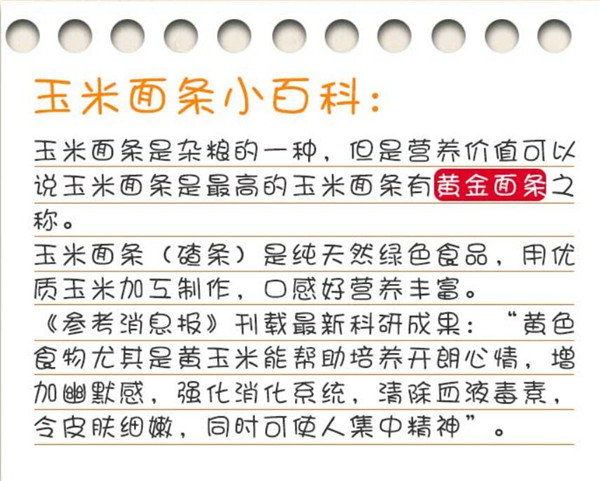 玉米面条小百科：
玉米面条是杂粮的一种，但是营养价值可以
说玉米面条是最高的玉米面条有黄金面条之
称。
玉米面条（碴条）是纯天然绿色食品，用优
质玉米加互制作，口感好营养丰富。
《参考消息报》刊载最新科研成果：“黄色
食物尤其是黄玉米能帮助培养开朗心情，增
加幽默感，强化消化系统，清除血液毒素，
令皮肤细嫩，同时可使人集中精神”。